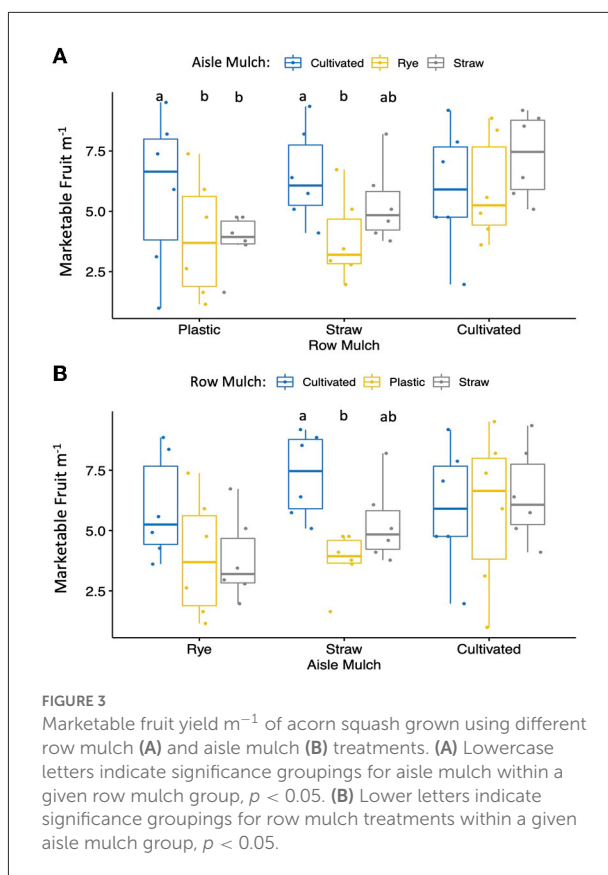 A
Aisle Mulch: Cultivated Rye Straw
a b b a b ab
Marketable Fruit m⁻¹
7.5
5.0
2.5
Plastic Straw Cultivated
Row Mulch
B
Row Mulch: Cultivated Plastic Straw
a b ab
Marketable Fruit m⁻¹
7.5
5.0
2.5
Rye Straw Cultivated
Aisle Mulch
FIGURE 3
Marketable fruit yield m⁻¹ of acorn squash grown using different
row mulch (A) and aisle mulch (B) treatments. (A) Lowercase
letters indicate significance groupings for aisle mulch within a
given row mulch group, p < 0.05. (B) Lower letters indicate
significance groupings for row mulch treatments within a given
aisle mulch group, p < 0.05.